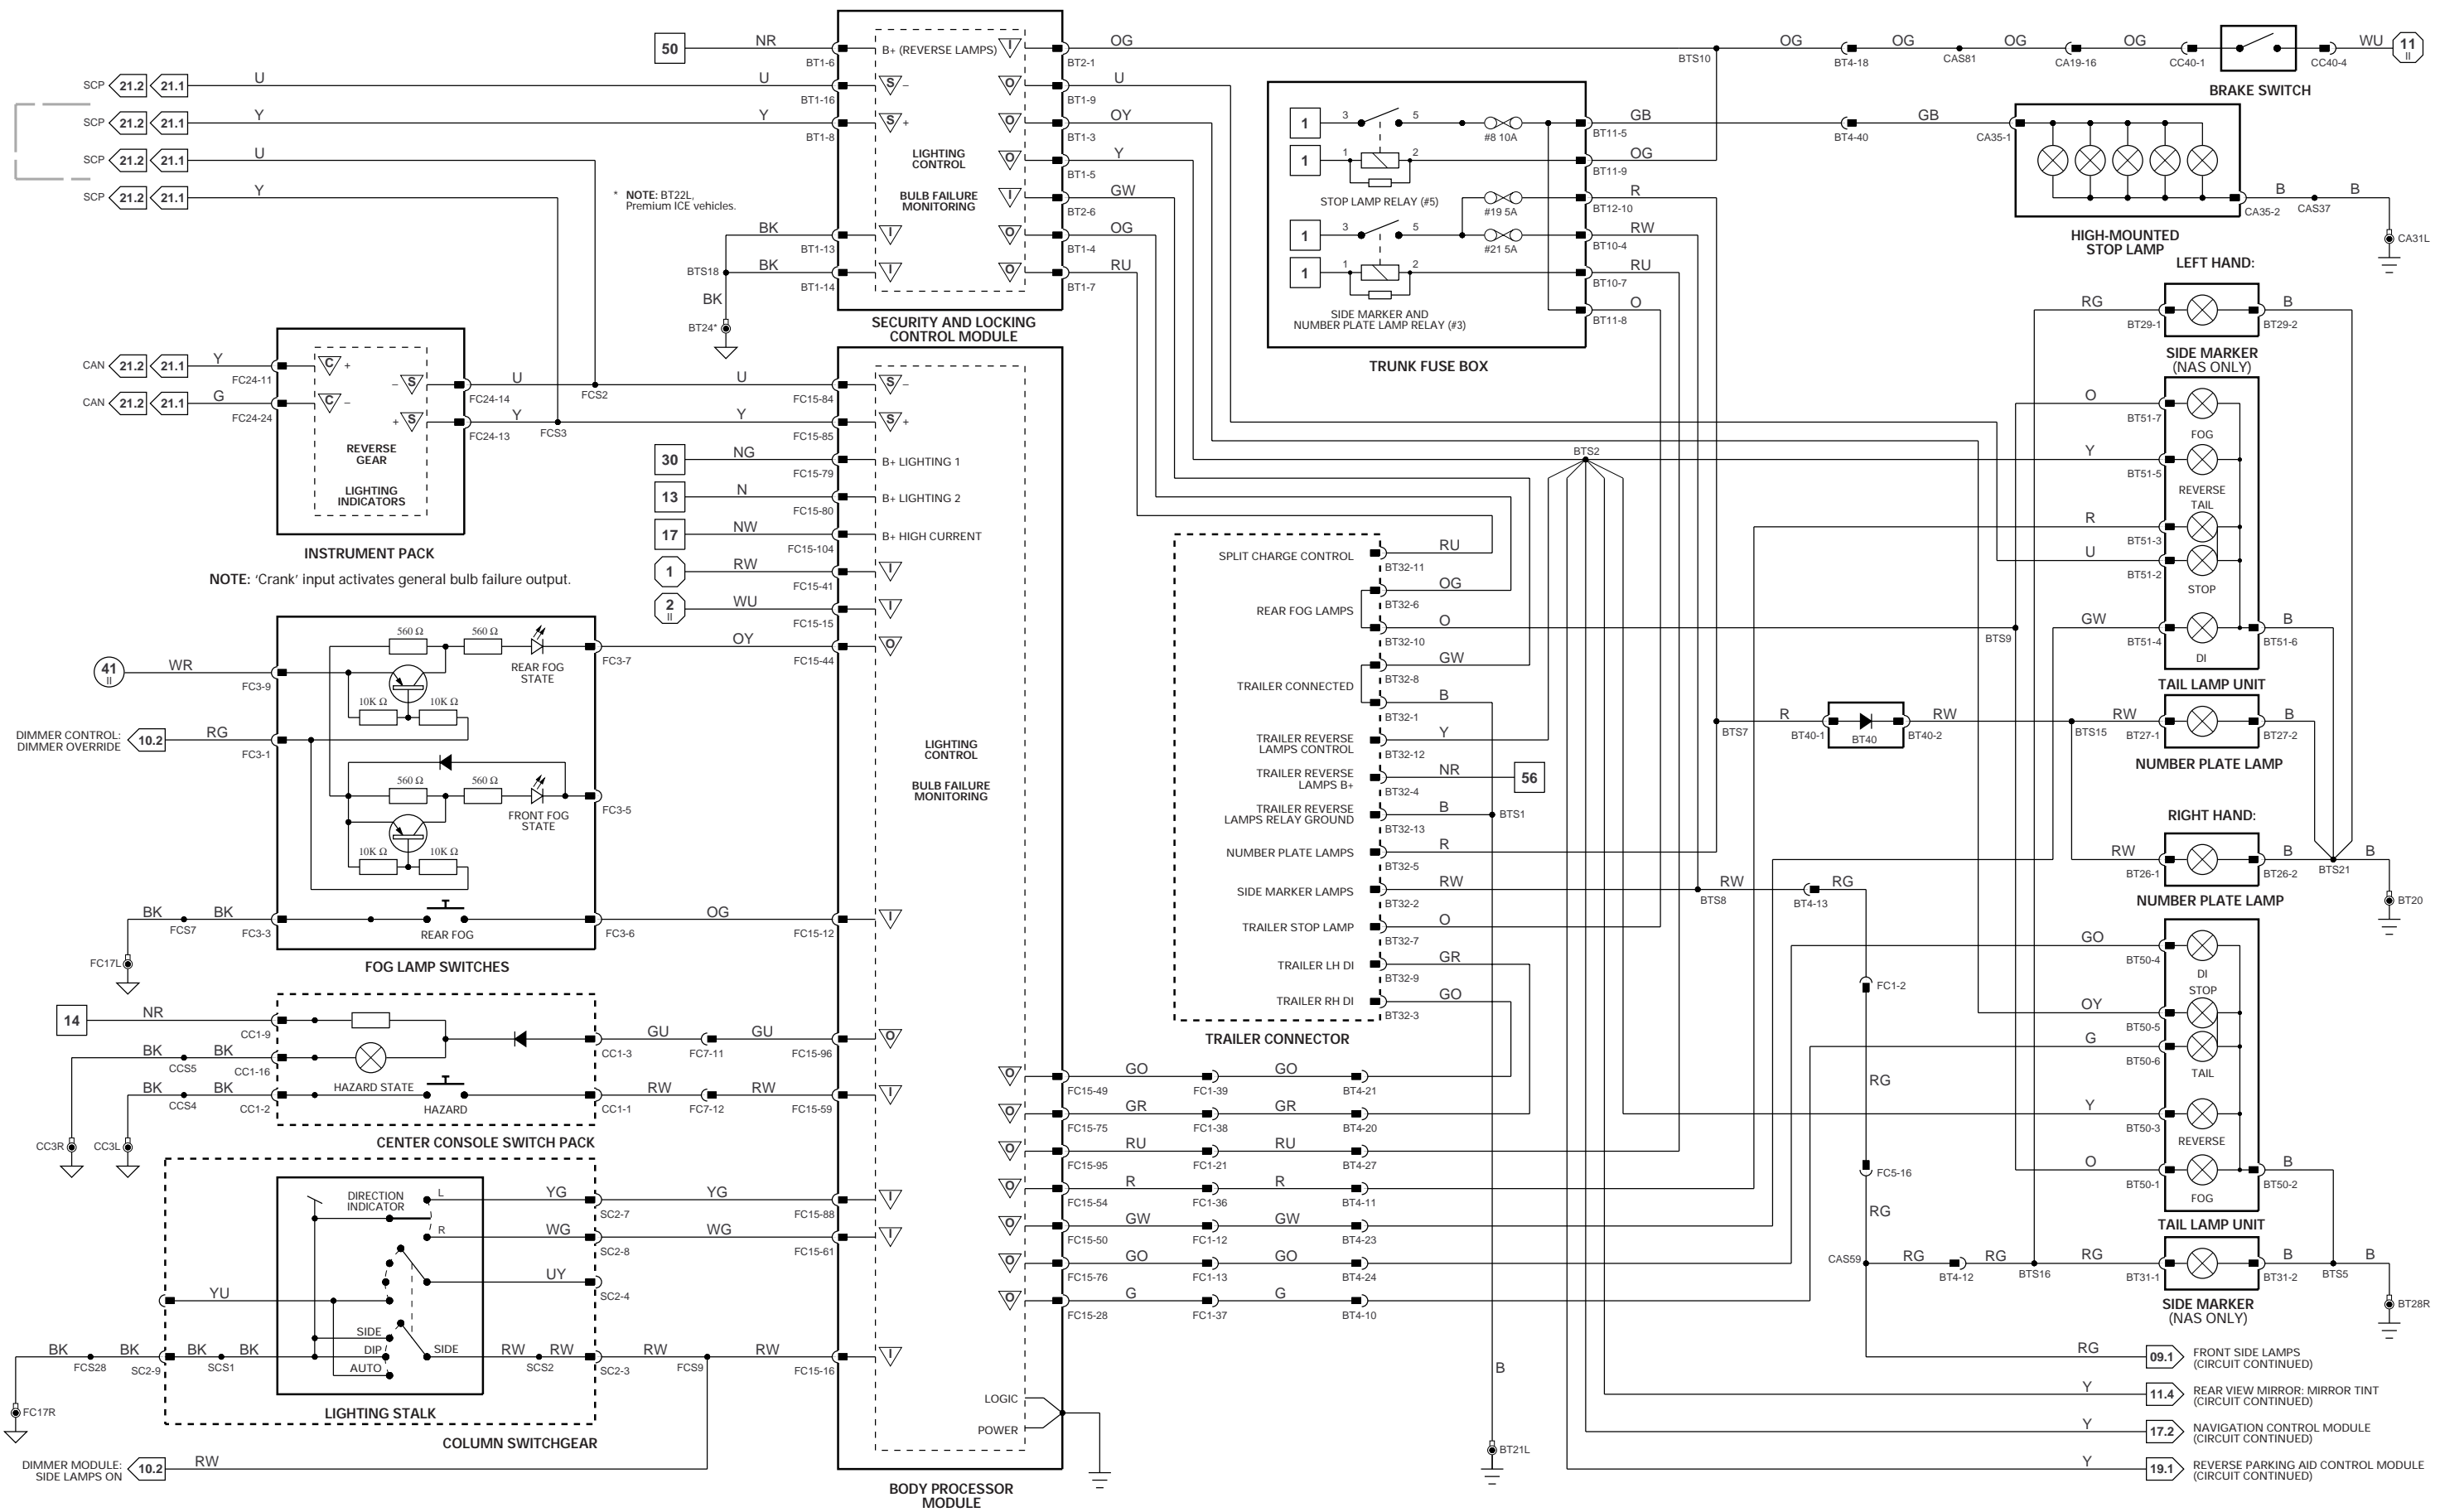 50
NR
BT1-6
B+ (REVERSE LAMPS)
I
OG
BT2-1
BTS10
OG
BT4-18
OG
CAS81
OG
CA19-16
OG
CC40-1
CC40-4
WU
11
II
BRAKE SWITCH
SCP
21.2
21.1
U
U
BT1-16
S
–
O
U
BT1-9
SCP
21.2
21.1
Y
Y
BT1-8
S
+
O
OY
BT1-3
SCP
21.2
21.1
U
LIGHTING
CONTROL
O
Y
BT1-5
SCP
21.2
21.1
Y
* NOTE: BT22L,
Premium ICE vehicles.
BULB FAILURE
MONITORING
I
GW
BT2-6
BK
BT1-13
I
O
OG
BT1-4
BTS18
BK
BT1-14
I
O
RU
BT1-7
BK
BT24*
SECURITY AND LOCKING
CONTROL MODULE
1
3
5
#8 10A
BT11-5
GB
BT4-40
GB
CA35-1
1
1
2
BT11-9
OG
STOP LAMP RELAY (#5)
#19 5A
BT12-10
R
1
3
5
#21 5A
BT10-4
RW
1
1
2
BT10-7
RU
SIDE MARKER AND
NUMBER PLATE LAMP RELAY (#3)
BT11-8
O
TRUNK FUSE BOX
CA35-2
B
CAS37
B
CA31L
HIGH-MOUNTED
STOP LAMP
LEFT HAND:
RG
BT29-1
B
BT29-2
SIDE MARKER
(NAS ONLY)
CAN
21.2
21.1
Y
FC24-11
C
+
CAN
21.2
21.1
G
FC24-24
C
–
–
S
FC24-14
U
FCS2
U
FC15-84
S
–
+
S
FC24-13
Y
FCS3
Y
FC15-85
S
+
REVERSE
GEAR
LIGHTING
INDICATORS
INSTRUMENT PACK
NOTE: ‘Crank’ input activates general bulb failure output.
30
NG
FC15-79
B+ LIGHTING 1
13
N
FC15-80
B+ LIGHTING 2
17
NW
FC15-104
B+ HIGH CURRENT
1
RW
FC15-41
I
2
II
WU
FC15-15
I
OY
FC15-44
O
41
II
WR
FC3-9
560 Ω
560 Ω
REAR FOG
STATE
FC3-7
10K Ω
10K Ω
DIMMER CONTROL:
DIMMER OVERRIDE
10.2
RG
FC3-1
560 Ω
560 Ω
FRONT FOG
STATE
FC3-5
10K Ω
10K Ω
BK
FCS7
BK
FC3-3
REAR FOG
FC3-6
OG
FC15-12
I
FC17L
FOG LAMP SWITCHES
LIGHTING
CONTROL
BULB FAILURE
MONITORING
BTS2
SPLIT CHARGE CONTROL
RU
BT32-11
REAR FOG LAMPS
OG
BT32-6
O
BT32-10
BTS9
TRAILER CONNECTED
GW
BT32-8
B
BT32-1
TRAILER REVERSE
LAMPS CONTROL
Y
BT32-12
TRAILER REVERSE
LAMPS B+
NR
BT32-4
56
TRAILER REVERSE
LAMPS RELAY GROUND
B
BT32-13
BTS1
NUMBER PLATE LAMPS
R
BT32-5
SIDE MARKER LAMPS
RW
BT32-2
BTS8
RW
BT4-13
RG
TRAILER STOP LAMP
O
BT32-7
TRAILER LH DI
GR
BT32-9
TRAILER RH DI
GO
BT32-3
TRAILER CONNECTOR
O
BT51-7
FOG
Y
BT51-5
REVERSE
TAIL
R
BT51-3
U
BT51-2
STOP
GW
BT51-4
DI
B
BT51-6
TAIL LAMP UNIT
BTS7
R
BT40-1
BT40
BT40-2
RW
BTS15
RW
BT27-1
B
BT27-2
NUMBER PLATE LAMP
RIGHT HAND:
RW
BT26-1
B
BT26-2
BTS21
B
BT20
NUMBER PLATE LAMP
GO
BT50-4
DI
STOP
OY
BT50-5
G
BT50-6
TAIL
Y
BT50-3
REVERSE
O
BT50-1
FOG
B
BT50-2
TAIL LAMP UNIT
FC1-2
RG
FC5-16
RG
CAS59
RG
BT4-12
RG
BTS16
RG
BT31-1
B
BT31-2
BTS5
B
BT28R
SIDE MARKER
(NAS ONLY)
14
NR
CC1-9
BK
CCS5
BK
CC1-16
CC1-3
GU
FC7-11
GU
FC15-96
O
BK
CCS4
BK
CC1-2
HAZARD STATE
HAZARD
CC1-1
RW
FC7-12
RW
FC15-59
I
CC3R
CC3L
CENTER CONSOLE SWITCH PACK
O
FC15-49
GO
FC1-39
GO
BT4-21
O
FC15-75
GR
FC1-38
GR
BT4-20
O
FC15-95
RU
FC1-21
RU
BT4-27
O
FC15-54
R
FC1-36
R
BT4-11
O
FC15-50
GW
FC1-12
GW
BT4-23
O
FC15-76
GO
FC1-13
GO
BT4-24
O
FC15-28
G
FC1-37
G
BT4-10
DIRECTION
INDICATOR
L
YG
SC2-7
YG
FC15-88
I
R
WG
SC2-8
WG
FC15-61
I
UY
SC2-4
YU
SIDE
DIP
AUTO
SIDE
BK
FCS28
BK
SC2-9
BK
SCS1
BK
RW
SCS2
RW
SC2-3
RW
FCS9
RW
FC15-16
I
FC17R
LIGHTING STALK
COLUMN SWITCHGEAR
DIMMER MODULE:
SIDE LAMPS ON
10.2
RW
LOGIC
POWER
BODY PROCESSOR
MODULE
B
BT21L
RG
09.1
FRONT SIDE LAMPS
(CIRCUIT CONTINUED)
Y
11.4
REAR VIEW MIRROR: MIRROR TINT
(CIRCUIT CONTINUED)
Y
17.2
NAVIGATION CONTROL MODULE
(CIRCUIT CONTINUED)
Y
19.1
REVERSE PARKING AID CONTROL MODULE
(CIRCUIT CONTINUED)